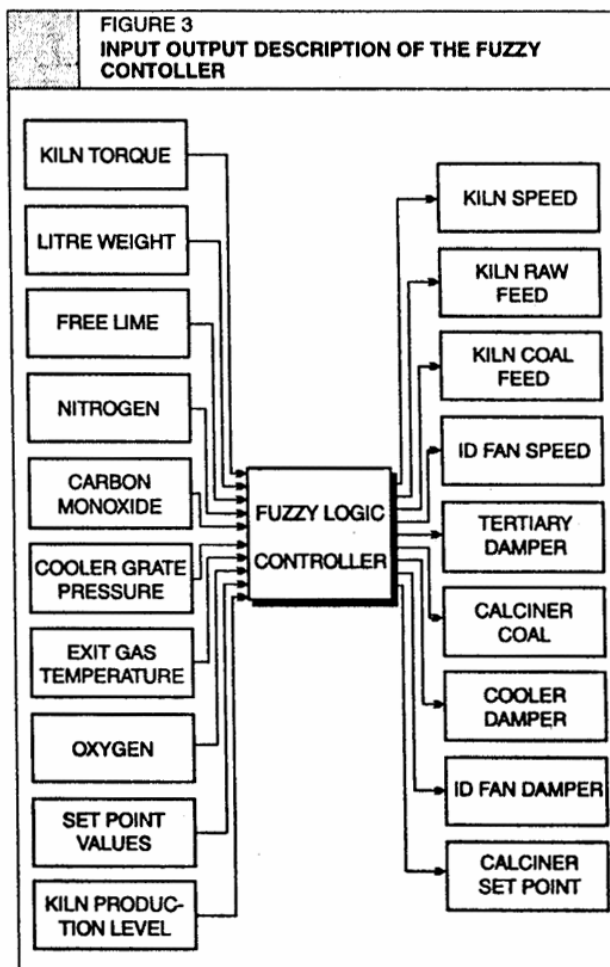 FIGURE 3
INPUT OUTPUT DESCRIPTION OF THE FUZZY
CONTOLLER
KILN TORQUE
LITRE WEIGHT
FREE LIME
NITROGEN
CARBON
MONOXIDE
COOLER GRATE
PRESSURE
EXIT GAS
TEMPERATURE
OXYGEN
SET POINT
VALUES
KILN PRODUC-
TION LEVEL
FUZZY LOGIC
CONTROLLER
KILN SPEED
KILN RAW
FEED
KILN COAL
FEED
ID FAN SPEED
TERTIARY
DAMPER
CALCINER
COAL
COOLER
DAMPER
ID FAN DAMPER
CALCINER
SET POINT